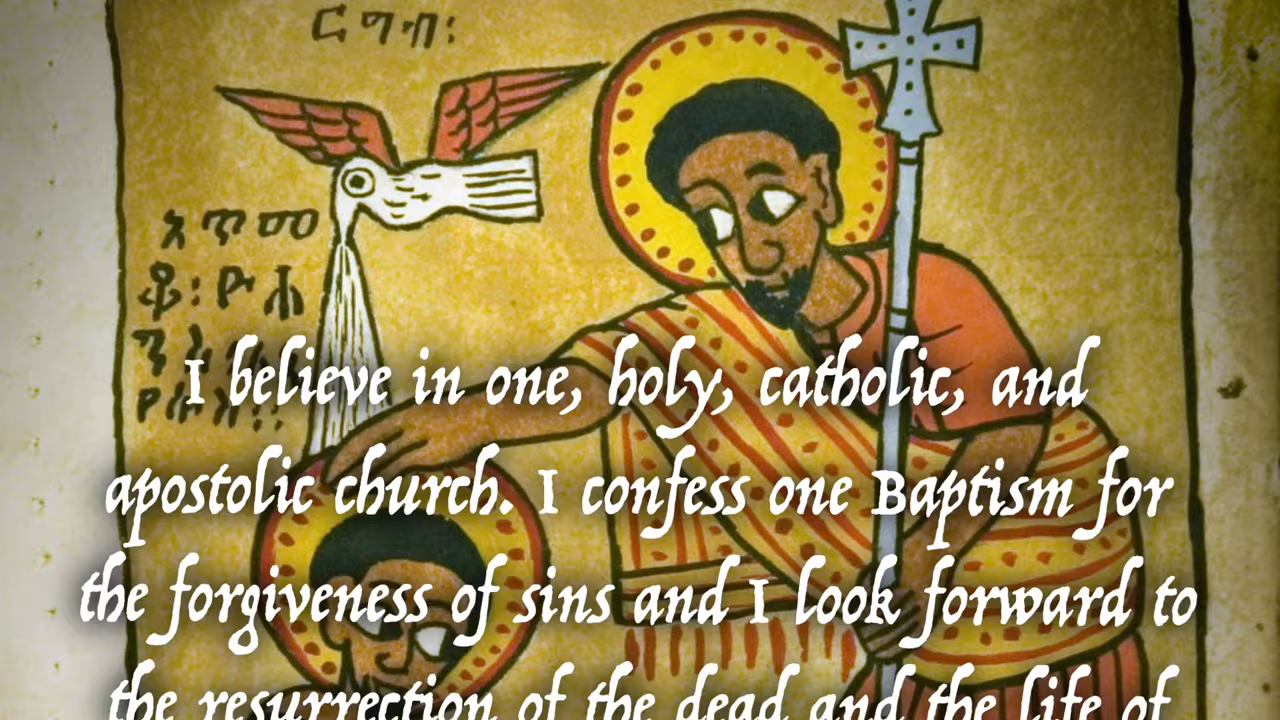 ርግብ፡
አጥመ
ቆ፡ዮሐ
I believe in one, holy, catholic, and
apostolic church. I confess one Baptism for
the forgiveness of sins and I look forward to
the resurrection of the dead and the life of